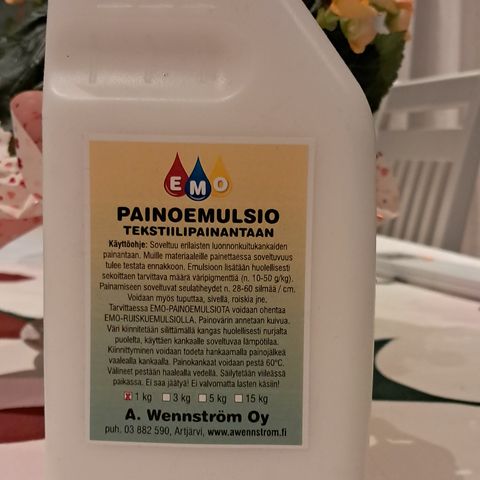 EMO
PAINOEMULSIO
TEKSTIILIPAINANTAAN
Käyttöohje: Soveltuu erilaisten luonnonkuitukankaiden
painantaan. Muille materiaaleille painettaessa soveltuvuus
tulee testata ennakkoon. Emulsioon lisätään huolellisesti
sekoittaen tarvittava määrä väripigmenttiä (n. 10-50 g/kg).
Painamiseen soveltuvat seulatiheydet n. 28-60 silmää / cm.
Voidaan myös tuputtaa, sivellä, roiskia jne.
Tarvittaessa EMO-PAINOEMULSIOTA voidaan ohentaa
EMO-RUISKUEMULSIOLLA. Painovärin annetaan kuivua.
Väri kiinnitetään silittämällä kangas huolellisesti nurjalta
puolelta, käyttäen kankaalle soveltuvaa lämpötilaa.
Kiinnittyminen voidaan todeta hankaamalla painojälkeä
vaalealla kankaalla. Painokankaat voidaan pestä 60°C.
Välineet pestään haalealla vedellä. Säilytetään viileässä
paikassa. Ei saa jäätyä! Ei valvomatta lasten käsiin!
☒ 1 kg ☐ 3 kg ☐ 5 kg ☐ 15 kg
A. Wennström Oy
puh. 03 882 590, Artjärvi, www.awennstrom.fi